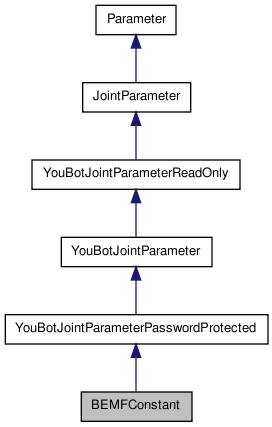 Parameter
JointParameter
YouBotJointParameterReadOnly
YouBotJointParameter
YouBotJointParameterPasswordProtected
BEMFConstant